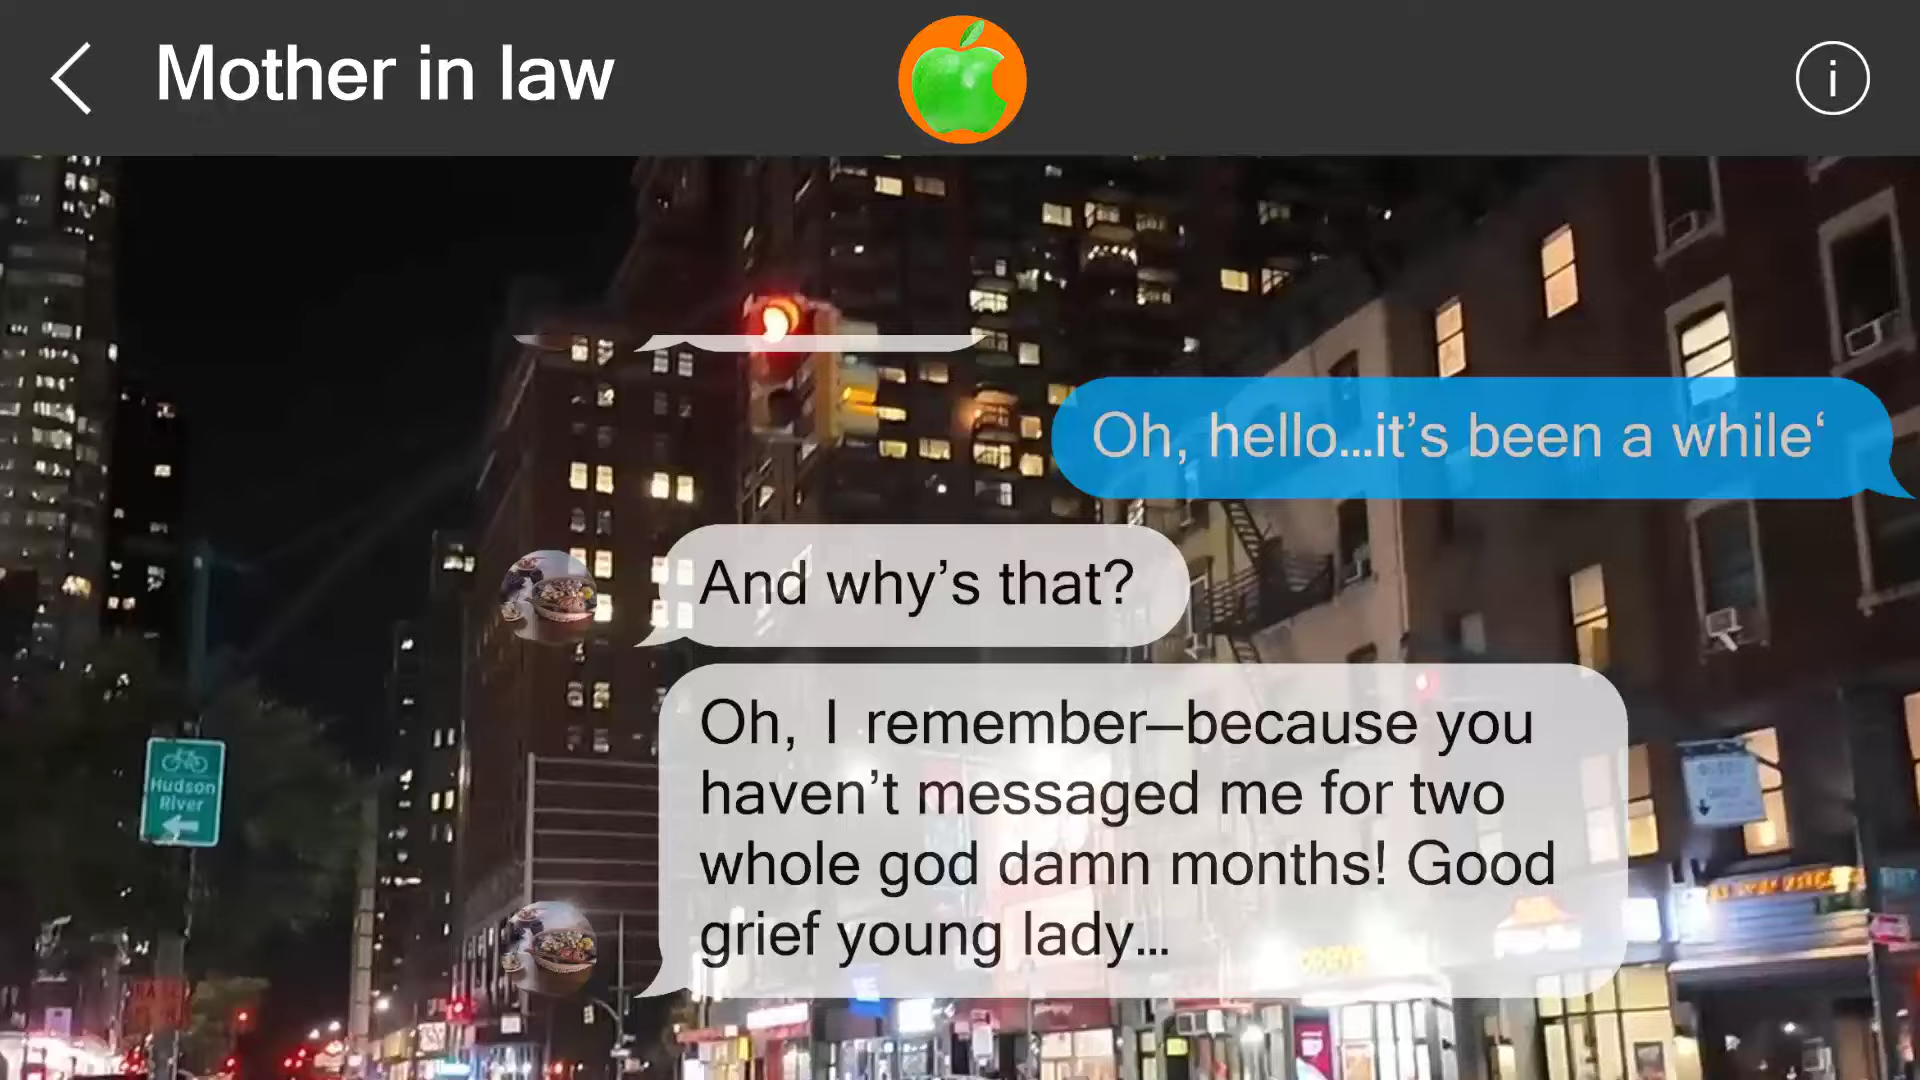 Mother in law
i
Oh, hello...it’s been a while‘
And why’s that?
Oh, I remember–because you
haven’t messaged me for two
whole god damn months! Good
grief young lady...
Hudson
River